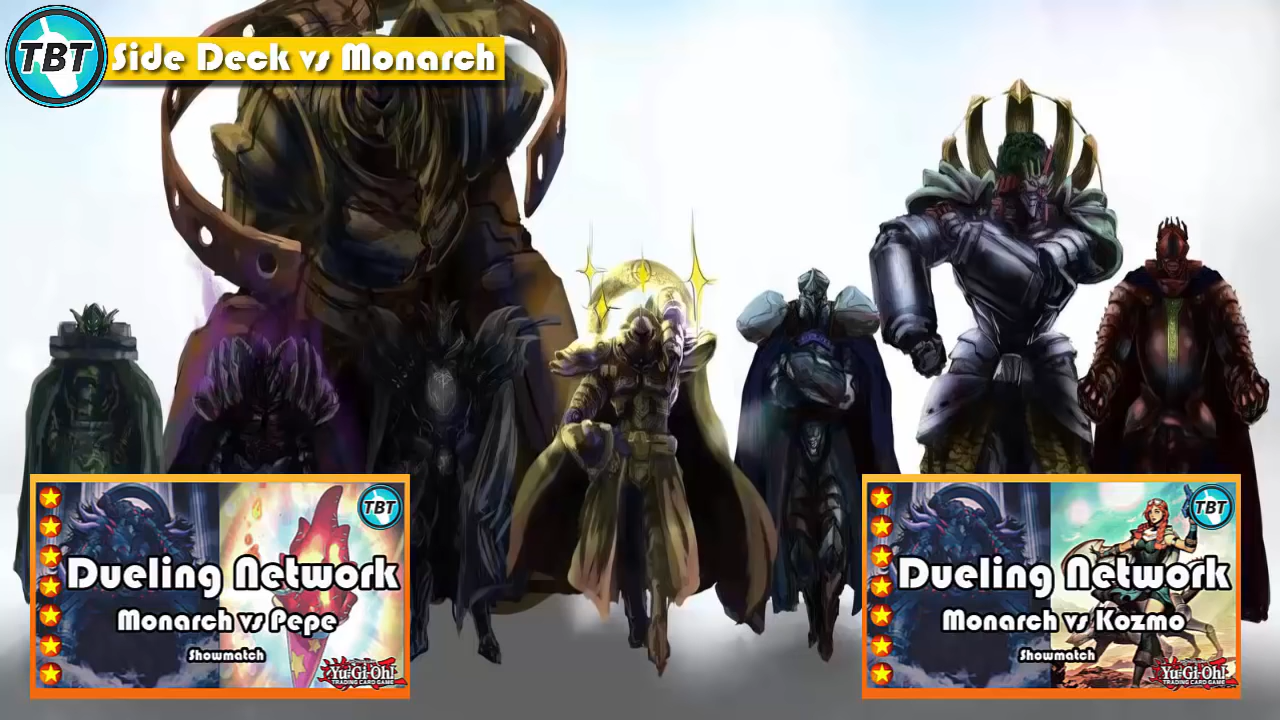 TBT
Side Deck vs Monarch
TBT
Dueling Network
Monarch vs Pepe
Showmatch
Yu-Gi-Oh!
TRADING CARD GAME
TBT
Dueling Network
Monarch vs Kozmo
Showmatch
Yu-Gi-Oh!
TRADING CARD GAME